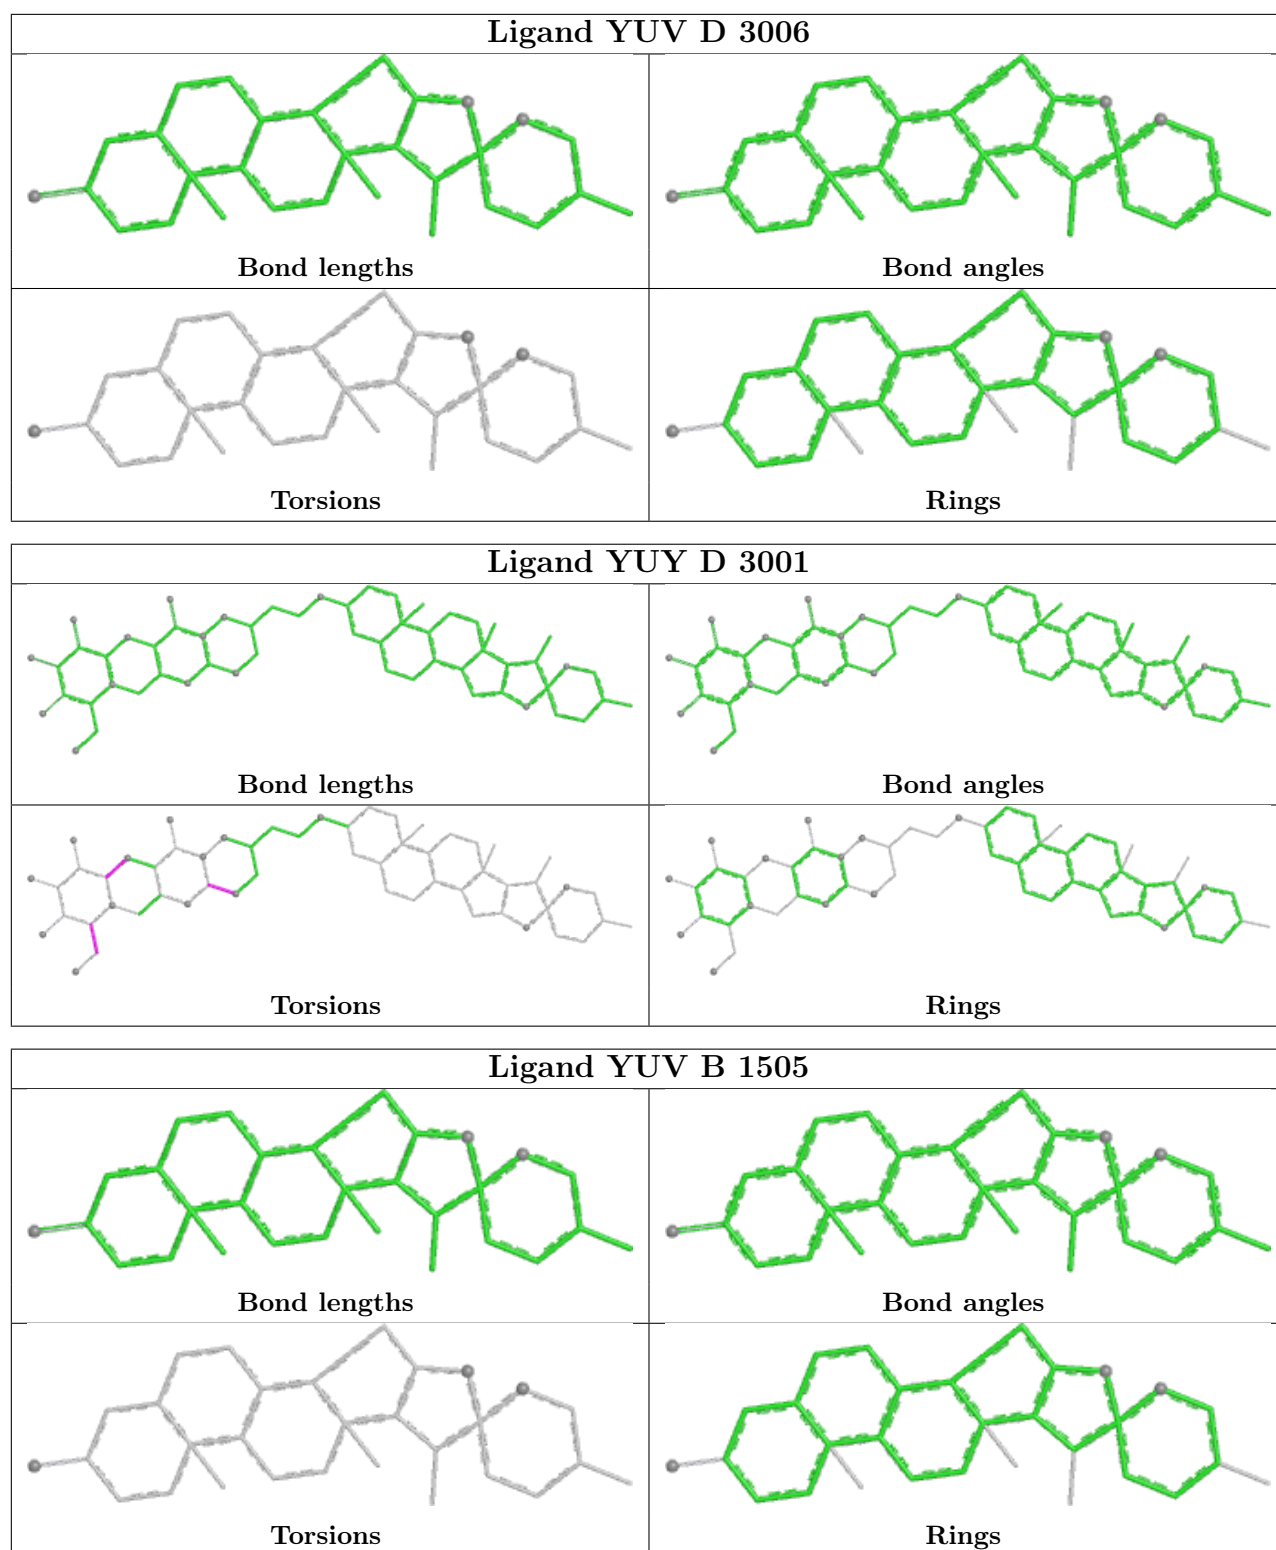 Ligand YUV D 3006
Bond lengths
Bond angles
Torsions
Rings
Ligand YUY D 3001
Bond lengths
Bond angles
Torsions
Rings
Ligand YUV B 1505
Bond lengths
Bond angles
Torsions
Rings